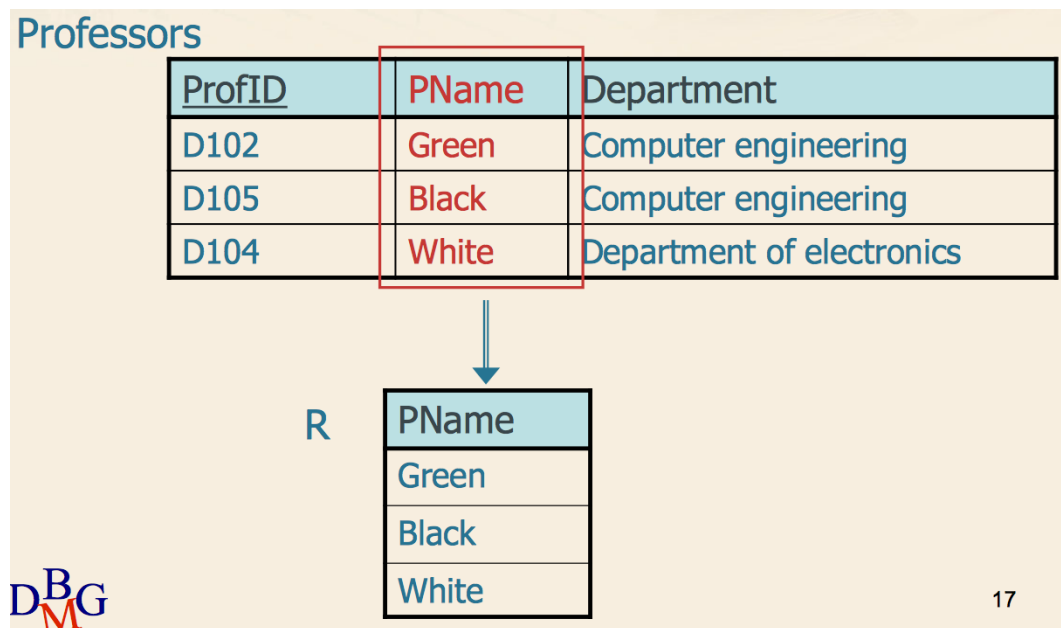 Professors
ProfID PName Department
D102 Green Computer engineering
D105 Black Computer engineering
D104 White Department of electronics
R
PName
Green
Black
White
DBMG
17